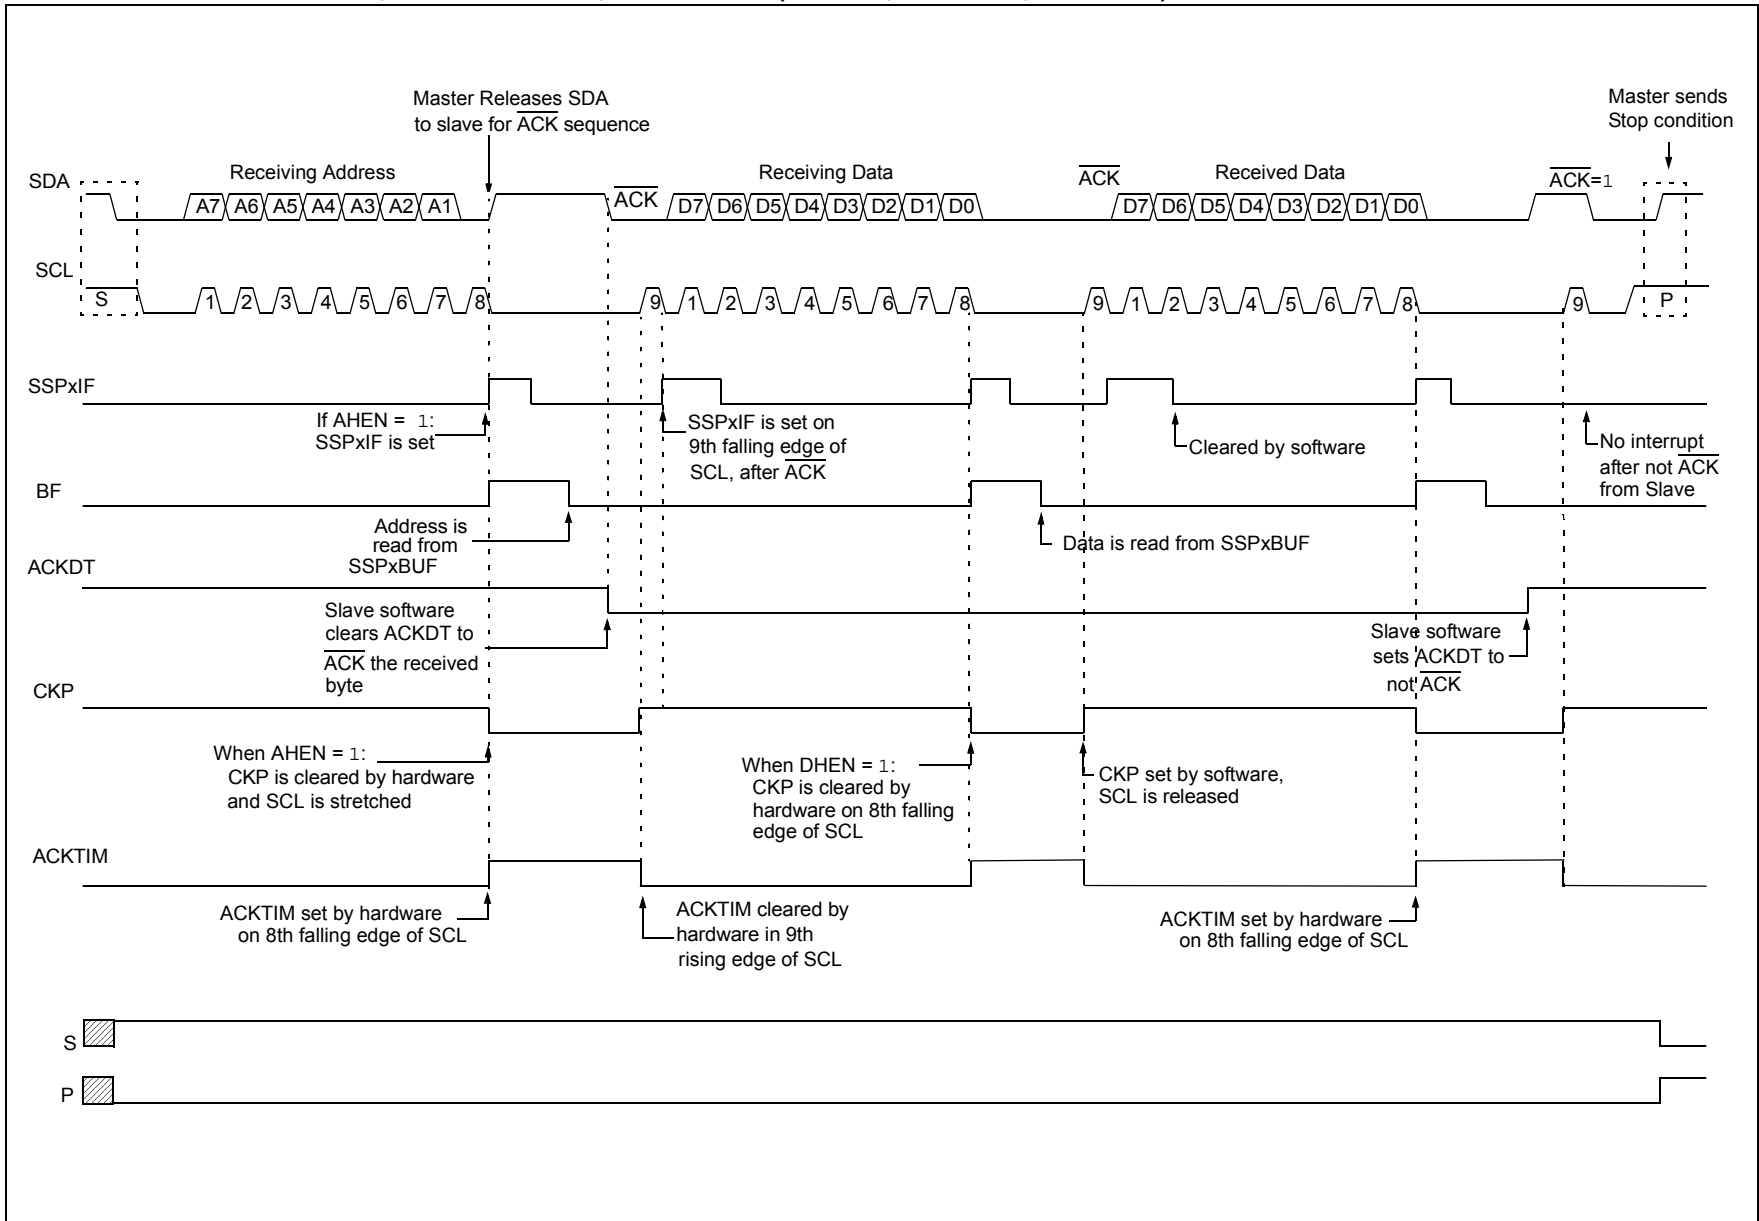 Master Releases SDA
to slave for ACK sequence
Master sends
Stop condition
SDA
Receiving Address
Receiving Data
Received Data
ACK
ACK
ACK=1
A7 A6 A5 A4 A3 A2 A1
D7 D6 D5 D4 D3 D2 D1 D0
D7 D6 D5 D4 D3 D2 D1 D0
SCL
S
1 2 3 4 5 6 7 8
9 1 2 3 4 5 6 7 8
9 1 2 3 4 5 6 7 8
9
P
SSPxIF
If AHEN = 1:
SSPxIF is set
SSPxIF is set on
9th falling edge of
SCL, after ACK
Cleared by software
No interrupt
after not ACK
from Slave
BF
Address is
read from
SSPxBUF
Data is read from SSPxBUF
ACKDT
Slave software
clears ACKDT to
ACK the received
byte
Slave software
sets ACKDT to
not ACK
CKP
When AHEN = 1:
CKP is cleared by hardware
and SCL is stretched
When DHEN = 1:
CKP is cleared by
hardware on 8th falling
edge of SCL
CKP set by software,
SCL is released
ACKTIM
ACKTIM set by hardware
on 8th falling edge of SCL
ACKTIM cleared by
hardware in 9th
rising edge of SCL
ACKTIM set by hardware
on 8th falling edge of SCL
S
P